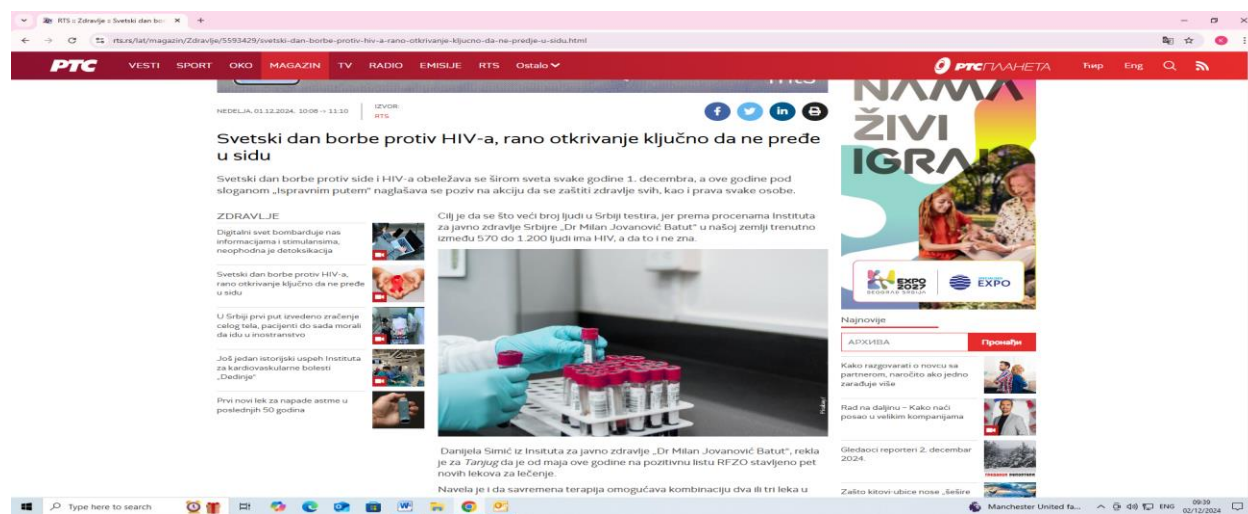 RTS :: Zdravlje :: Svetski dan bor
rts.rs/lat/magazin/Zdravlje/5593429/svetski-dan-borbe-protiv-hiv-a-rano-otkrivanje-kljucno-da-ne-predje-u-sidu.html
РТС VESTI SPORT OKO MAGAZIN TV RADIO EMISIJE RTS Ostalo РТС ПЛАНЕТА Ћир Eng
mts
NEDELJA, 01.12.2024, 10:08 -> 11:10
IZVOR:
RTS
Svetski dan borbe protiv HIV-a, rano otkrivanje ključno da ne pređe
u sidu
Svetski dan borbe protiv side i HIV-a obeležava se širom sveta svake godine 1. decembra, a ove godine pod
sloganom „Ispravnim putem“ naglašava se poziv na akciju da se zaštiti zdravlje svih, kao i prava svake osobe.
ZDRAVLJE
Digitalni svet bombarduje nas
informacijama i stimulansima,
neophodna je detoksikacija
Svetski dan borbe protiv HIV-a,
rano otkrivanje ključno da ne pređe
u sidu
U Srbiji prvi put izvedeno zračenje
celog tela, pacijenti do sada morali
da idu u inostranstvo
Još jedan istorijski uspeh Instituta
za kardiovaskularne bolesti
„Dedinje“
Prvi novi lek za napade astme u
poslednjih 50 godina
Cilj je da se što veći broj ljudi u Srbiji testira, jer prema procenama Instituta
za javno zdravlje Srbijre „Dr Milan Jovanović Batut“ u našoj zemlji trenutno
između 570 do 1.200 ljudi ima HIV, a da to i ne zna.
Danijela Simić iz Insituta za javno zdravlje „Dr Milan Jovanović Batut“, rekla
je za Tanjug da je od maja ove godine na pozitivnu listu RFZO stavljeno pet
novih lekova za lečenje.
Navela je i da savremena terapija omogućava kombinaciju dva ili tri leka u
NAMA
ŽIVI
IGRAJ
EXPO
2027
BEOGRAD SRBIJA
EXPO
Najnovije
АРХИВА Пронађи
Kako razgovarati o novcu sa
partnerom, naročito ako jedno
zarađuje više
Rad na daljinu – Kako naći
posao u velikim kompanijama
Gledaoci reporteri 2. decembar
2024.
Zašto kitovi-ubice nose „šešire
Type here to search Manchester United fa... ENG 09:39
02/12/2024